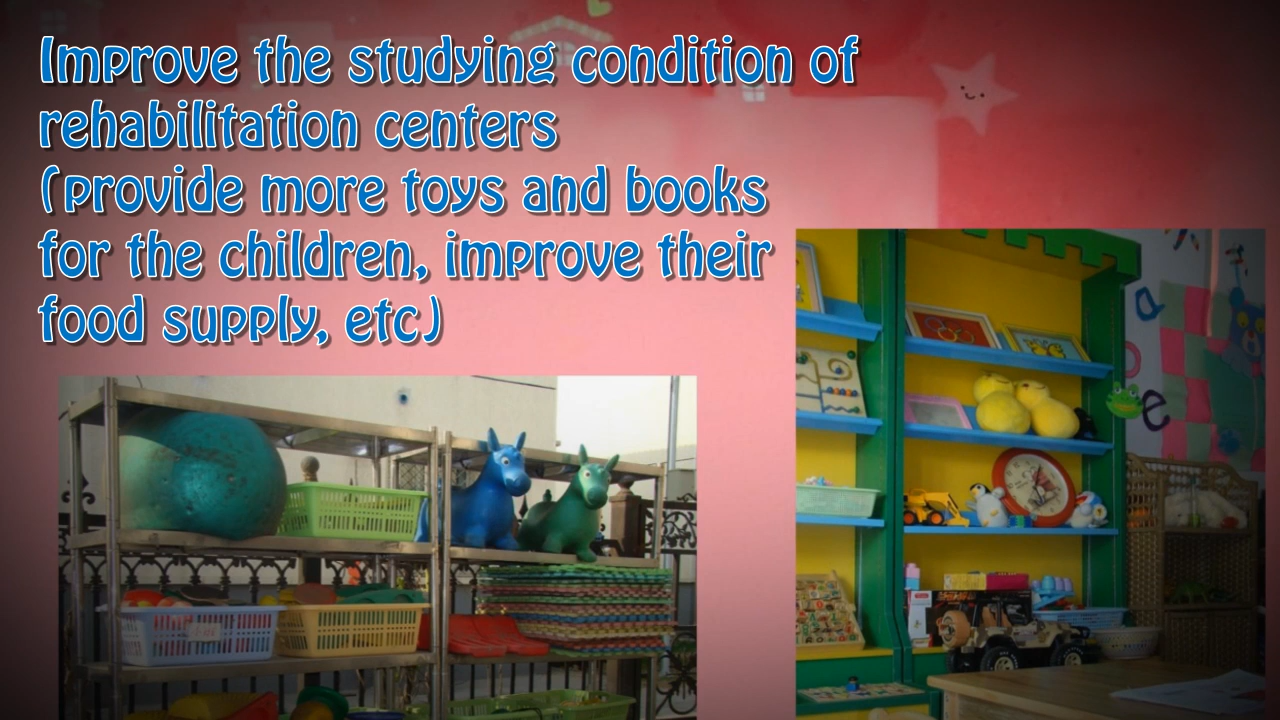 Improve the studying condition of
rehabilitation centers
(provide more toys and books
for the children, improve their
food supply, etc)
a
e